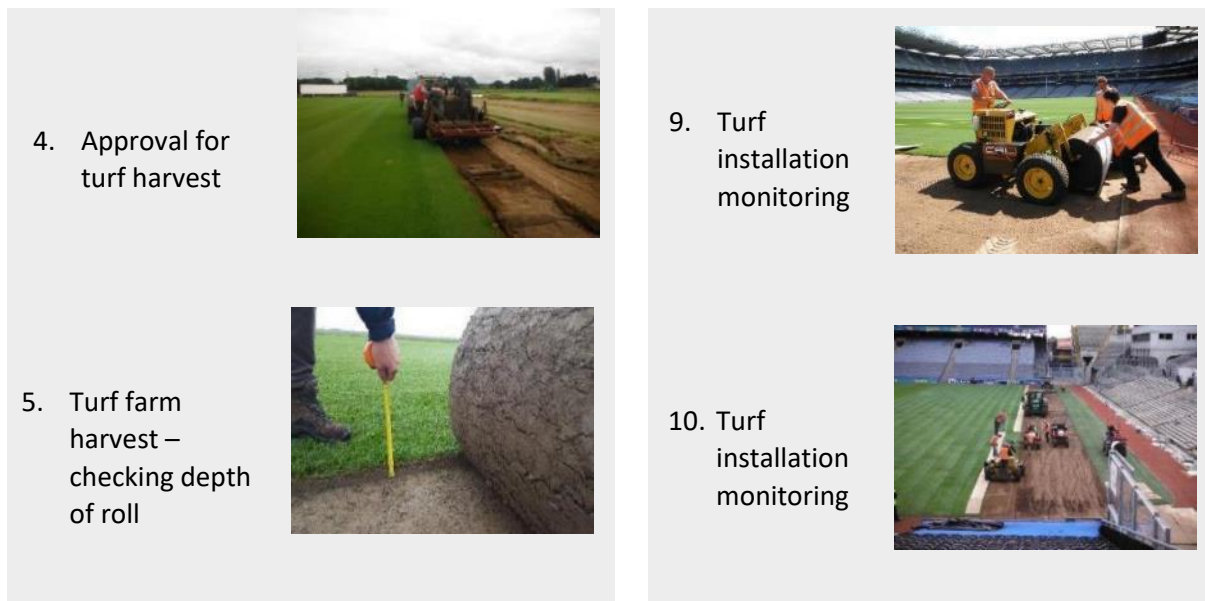 4. Approval for
turf harvest
5. Turf farm
harvest –
checking depth
of roll
9. Turf
installation
monitoring
10. Turf
installation
monitoring